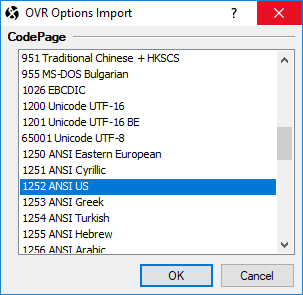 OVR Options Import
?
CodePage
951 Traditional Chinese + HKSCS
955 MS-DOS Bulgarian
1026 EBCDIC
1200 Unicode UTF-16
1201 Unicode UTF-16 BE
65001 Unicode UTF-8
1250 ANSI Eastern European
1251 ANSI Cyrillic
1252 ANSI US
1253 ANSI Greek
1254 ANSI Turkish
1255 ANSI Hebrew
1256 ANSI Arabic
OK
Cancel